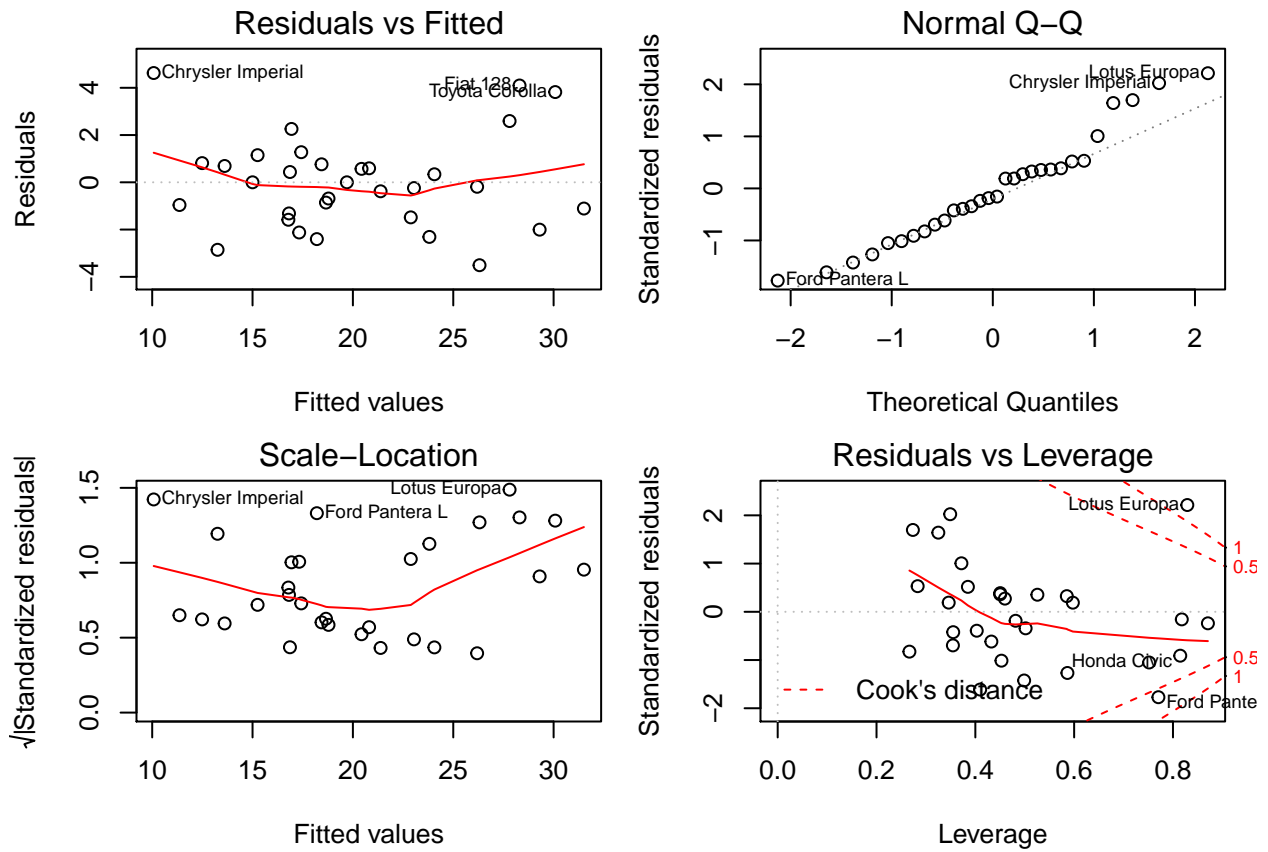 Residuals vs Fitted
Residuals
4
2
0
−4
Chrysler Imperial
Fiat 128
Toyota Corolla
10 15 20 25 30
Fitted values
Normal Q−Q
Standardized residuals
2
1
0
−1
Lotus Europa
Chrysler Imperial
Ford Pantera L
−2 −1 0 1 2
Theoretical Quantiles
Scale−Location
√|Standardized residuals|
1.5
1.0
0.5
0.0
Chrysler Imperial
Lotus Europa
Ford Pantera L
10 15 20 25 30
Fitted values
Residuals vs Leverage
Standardized residuals
2
1
0
−2
Lotus Europa
1
0.5
Honda Civic
0.5
1
Cook's distance
Ford Pante
0.0 0.2 0.4 0.6 0.8
Leverage